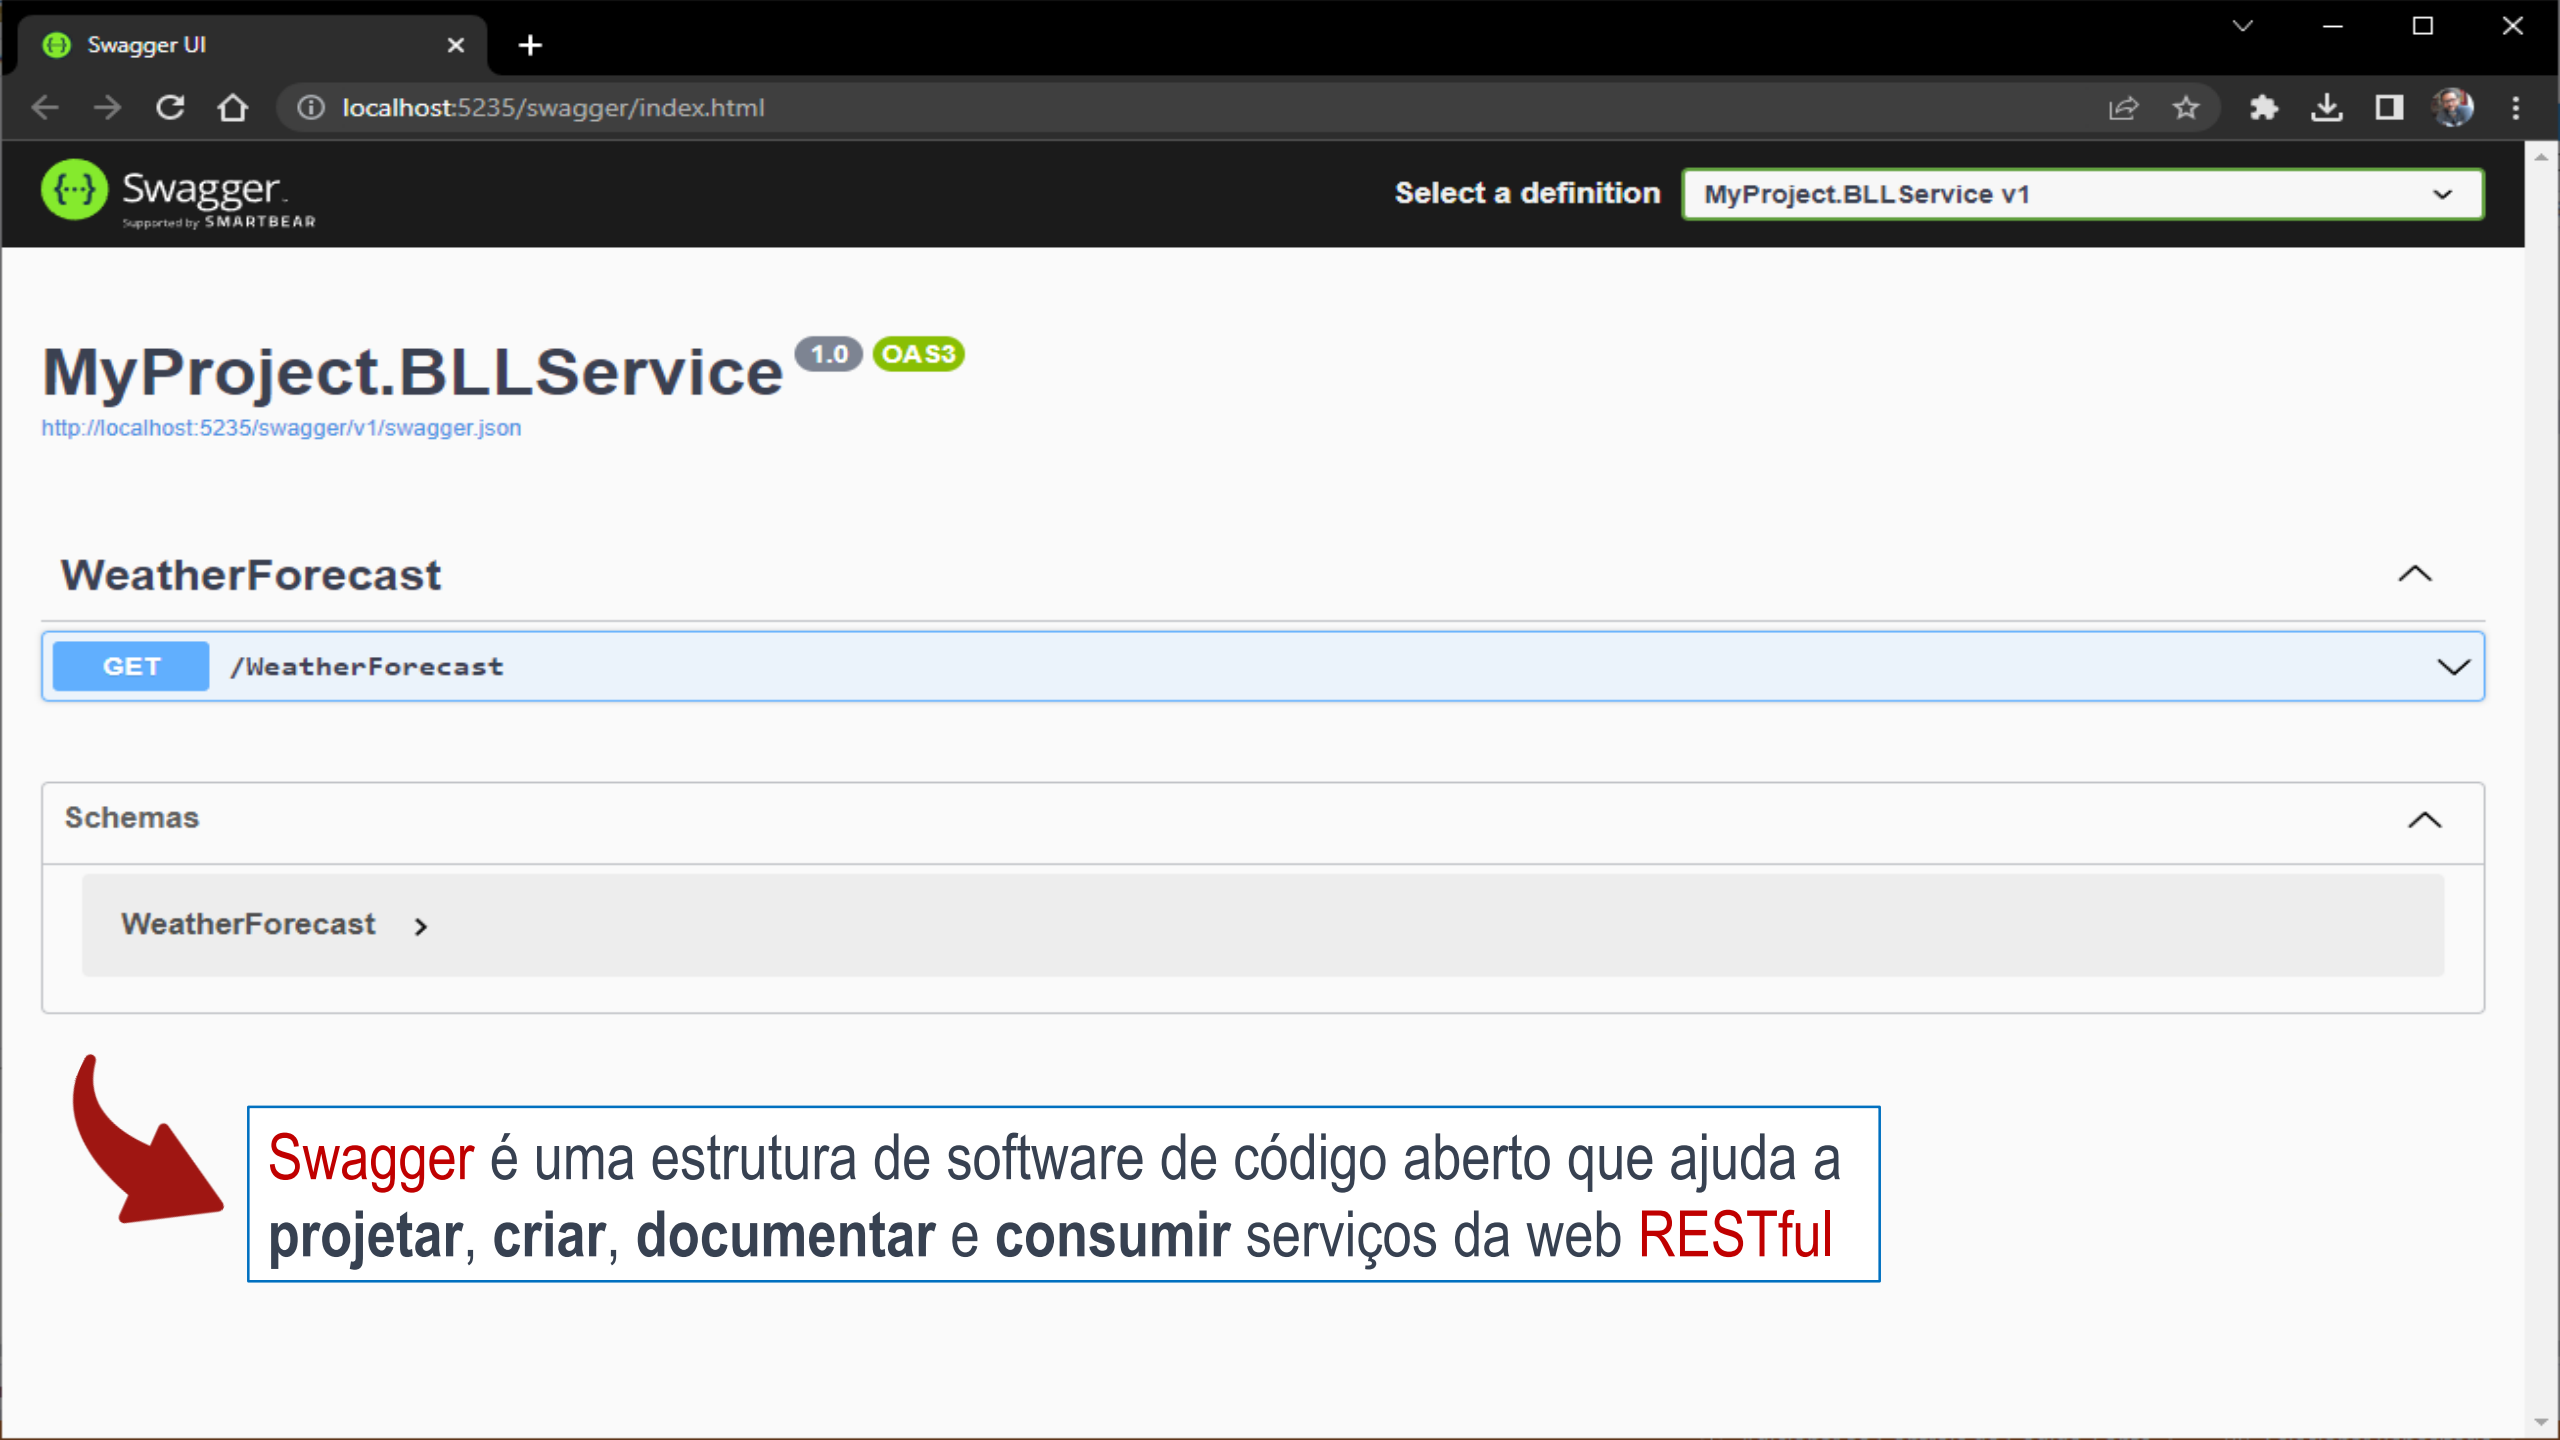 Swagger UI
localhost:5235/swagger/index.html
Swagger
Supported by SMARTBEAR
Select a definition
MyProject.BLLService v1
MyProject.BLLService 1.0 OAS3
http://localhost:5235/swagger/v1/swagger.json
WeatherForecast
GET /WeatherForecast
Schemas
WeatherForecast
Swagger é uma estrutura de software de código aberto que ajuda a
projetar, criar, documentar e consumir serviços da web RESTful